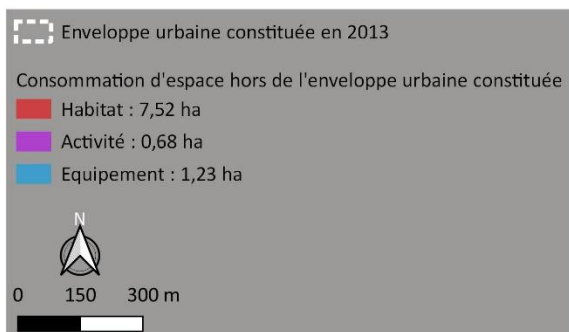 Enveloppe urbaine constituée en 2013
Consommation d'espace hors de l'enveloppe urbaine constituée
Habitat : 7,52 ha
Activité : 0,68 ha
Equipement : 1,23 ha
N
0 150 300 m